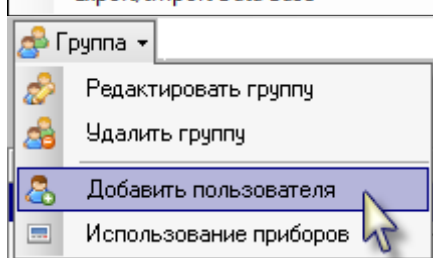 Группа
Редактировать группу
Удалить группу
Добавить пользователя
Использование приборов